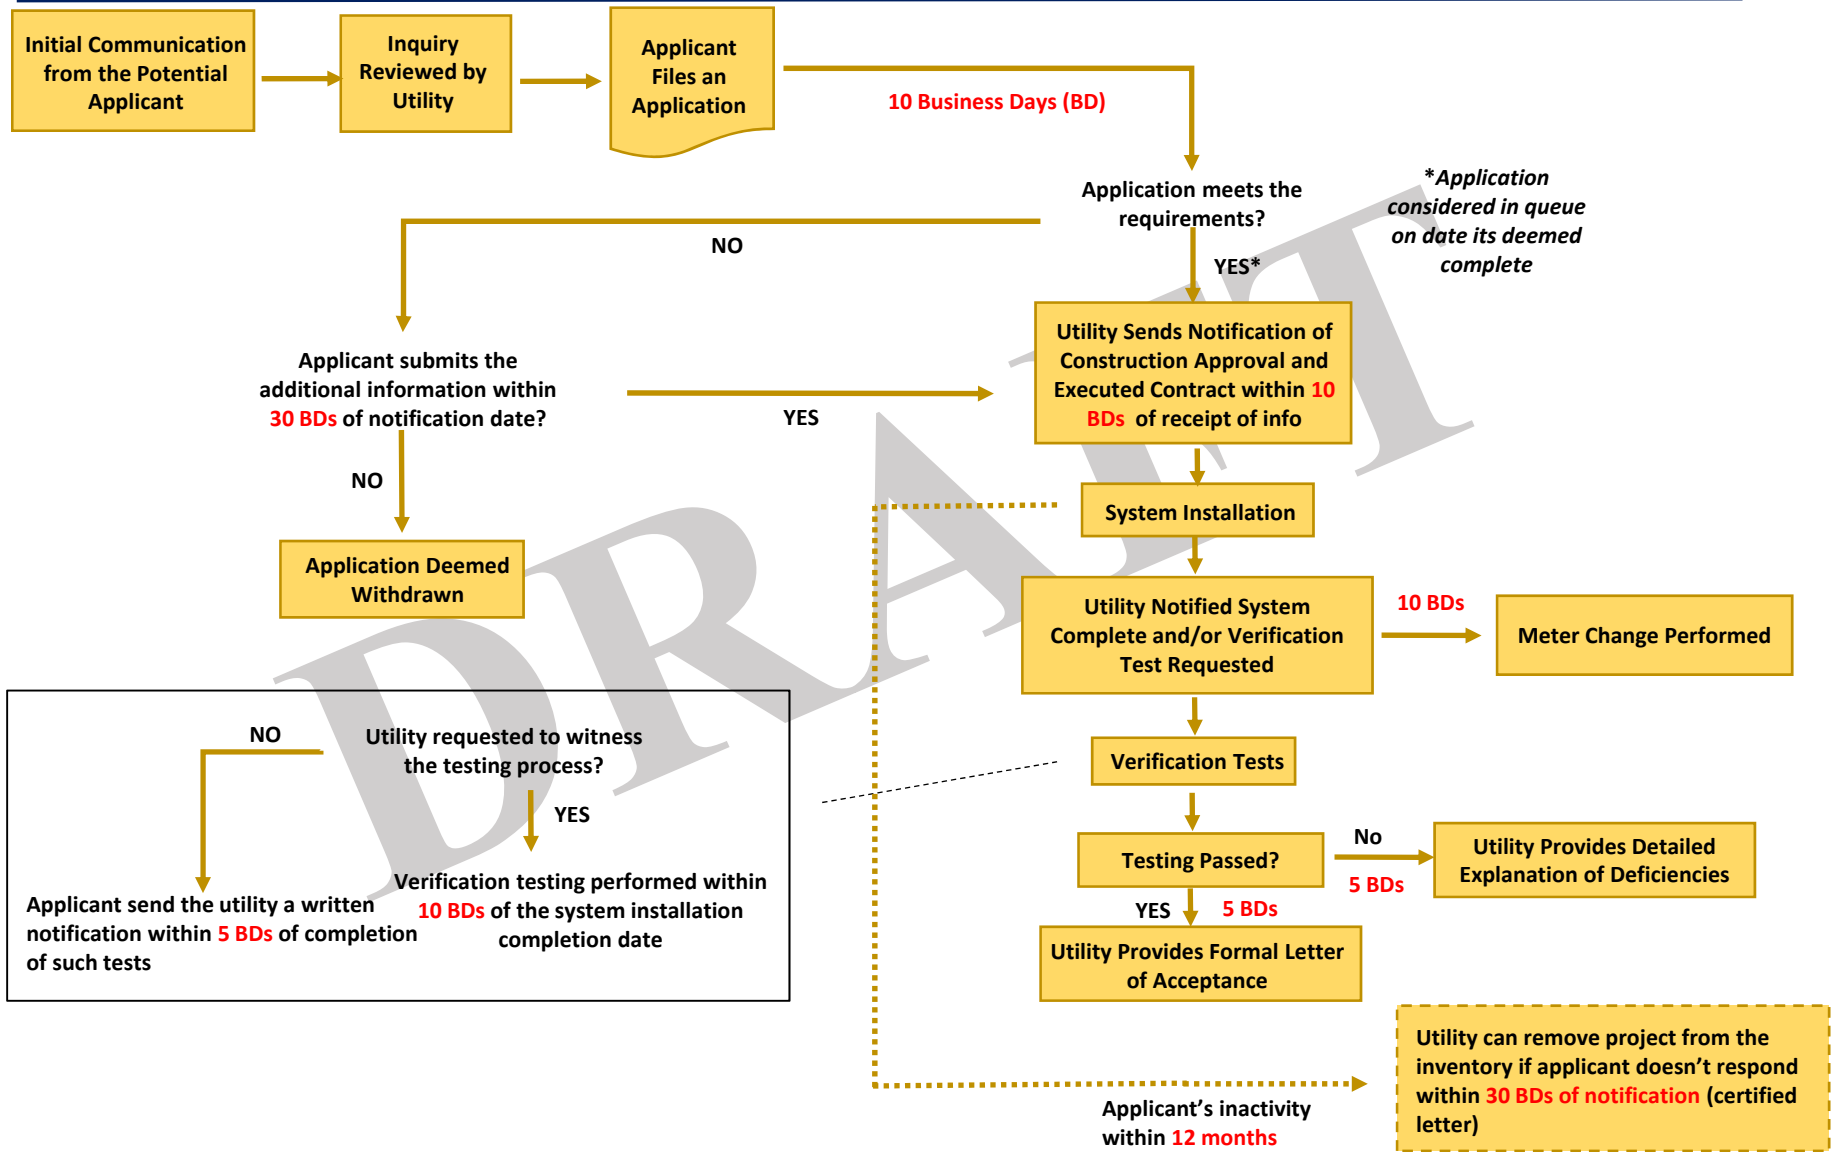 Initial Communication
from the Potential
Applicant
Inquiry
Reviewed by
Utility
Applicant
Files an
Application
10 Business Days (BD)
Application meets the
requirements?
*Application
considered in queue
on date its deemed
complete
NO
YES*
Utility Sends Notification of
Construction Approval and
Executed Contract within 10
BDs of receipt of info
Applicant submits the
additional information within
30 BDs of notification date?
YES
NO
Application Deemed
Withdrawn
System Installation
Utility Notified System
Complete and/or Verification
Test Requested
10 BDs
Meter Change Performed
Verification Tests
Utility requested to witness
the testing process?
NO
YES
Applicant send the utility a written
notification within 5 BDs of completion
of such tests
Verification testing performed within
10 BDs of the system installation
completion date
Testing Passed?
No
5 BDs
Utility Provides Detailed
Explanation of Deficiencies
YES
5 BDs
Utility Provides Formal Letter
of Acceptance
Applicant's inactivity
within 12 months
Utility can remove project from the
inventory if applicant doesn't respond
within 30 BDs of notification (certified
letter)
DRAFT